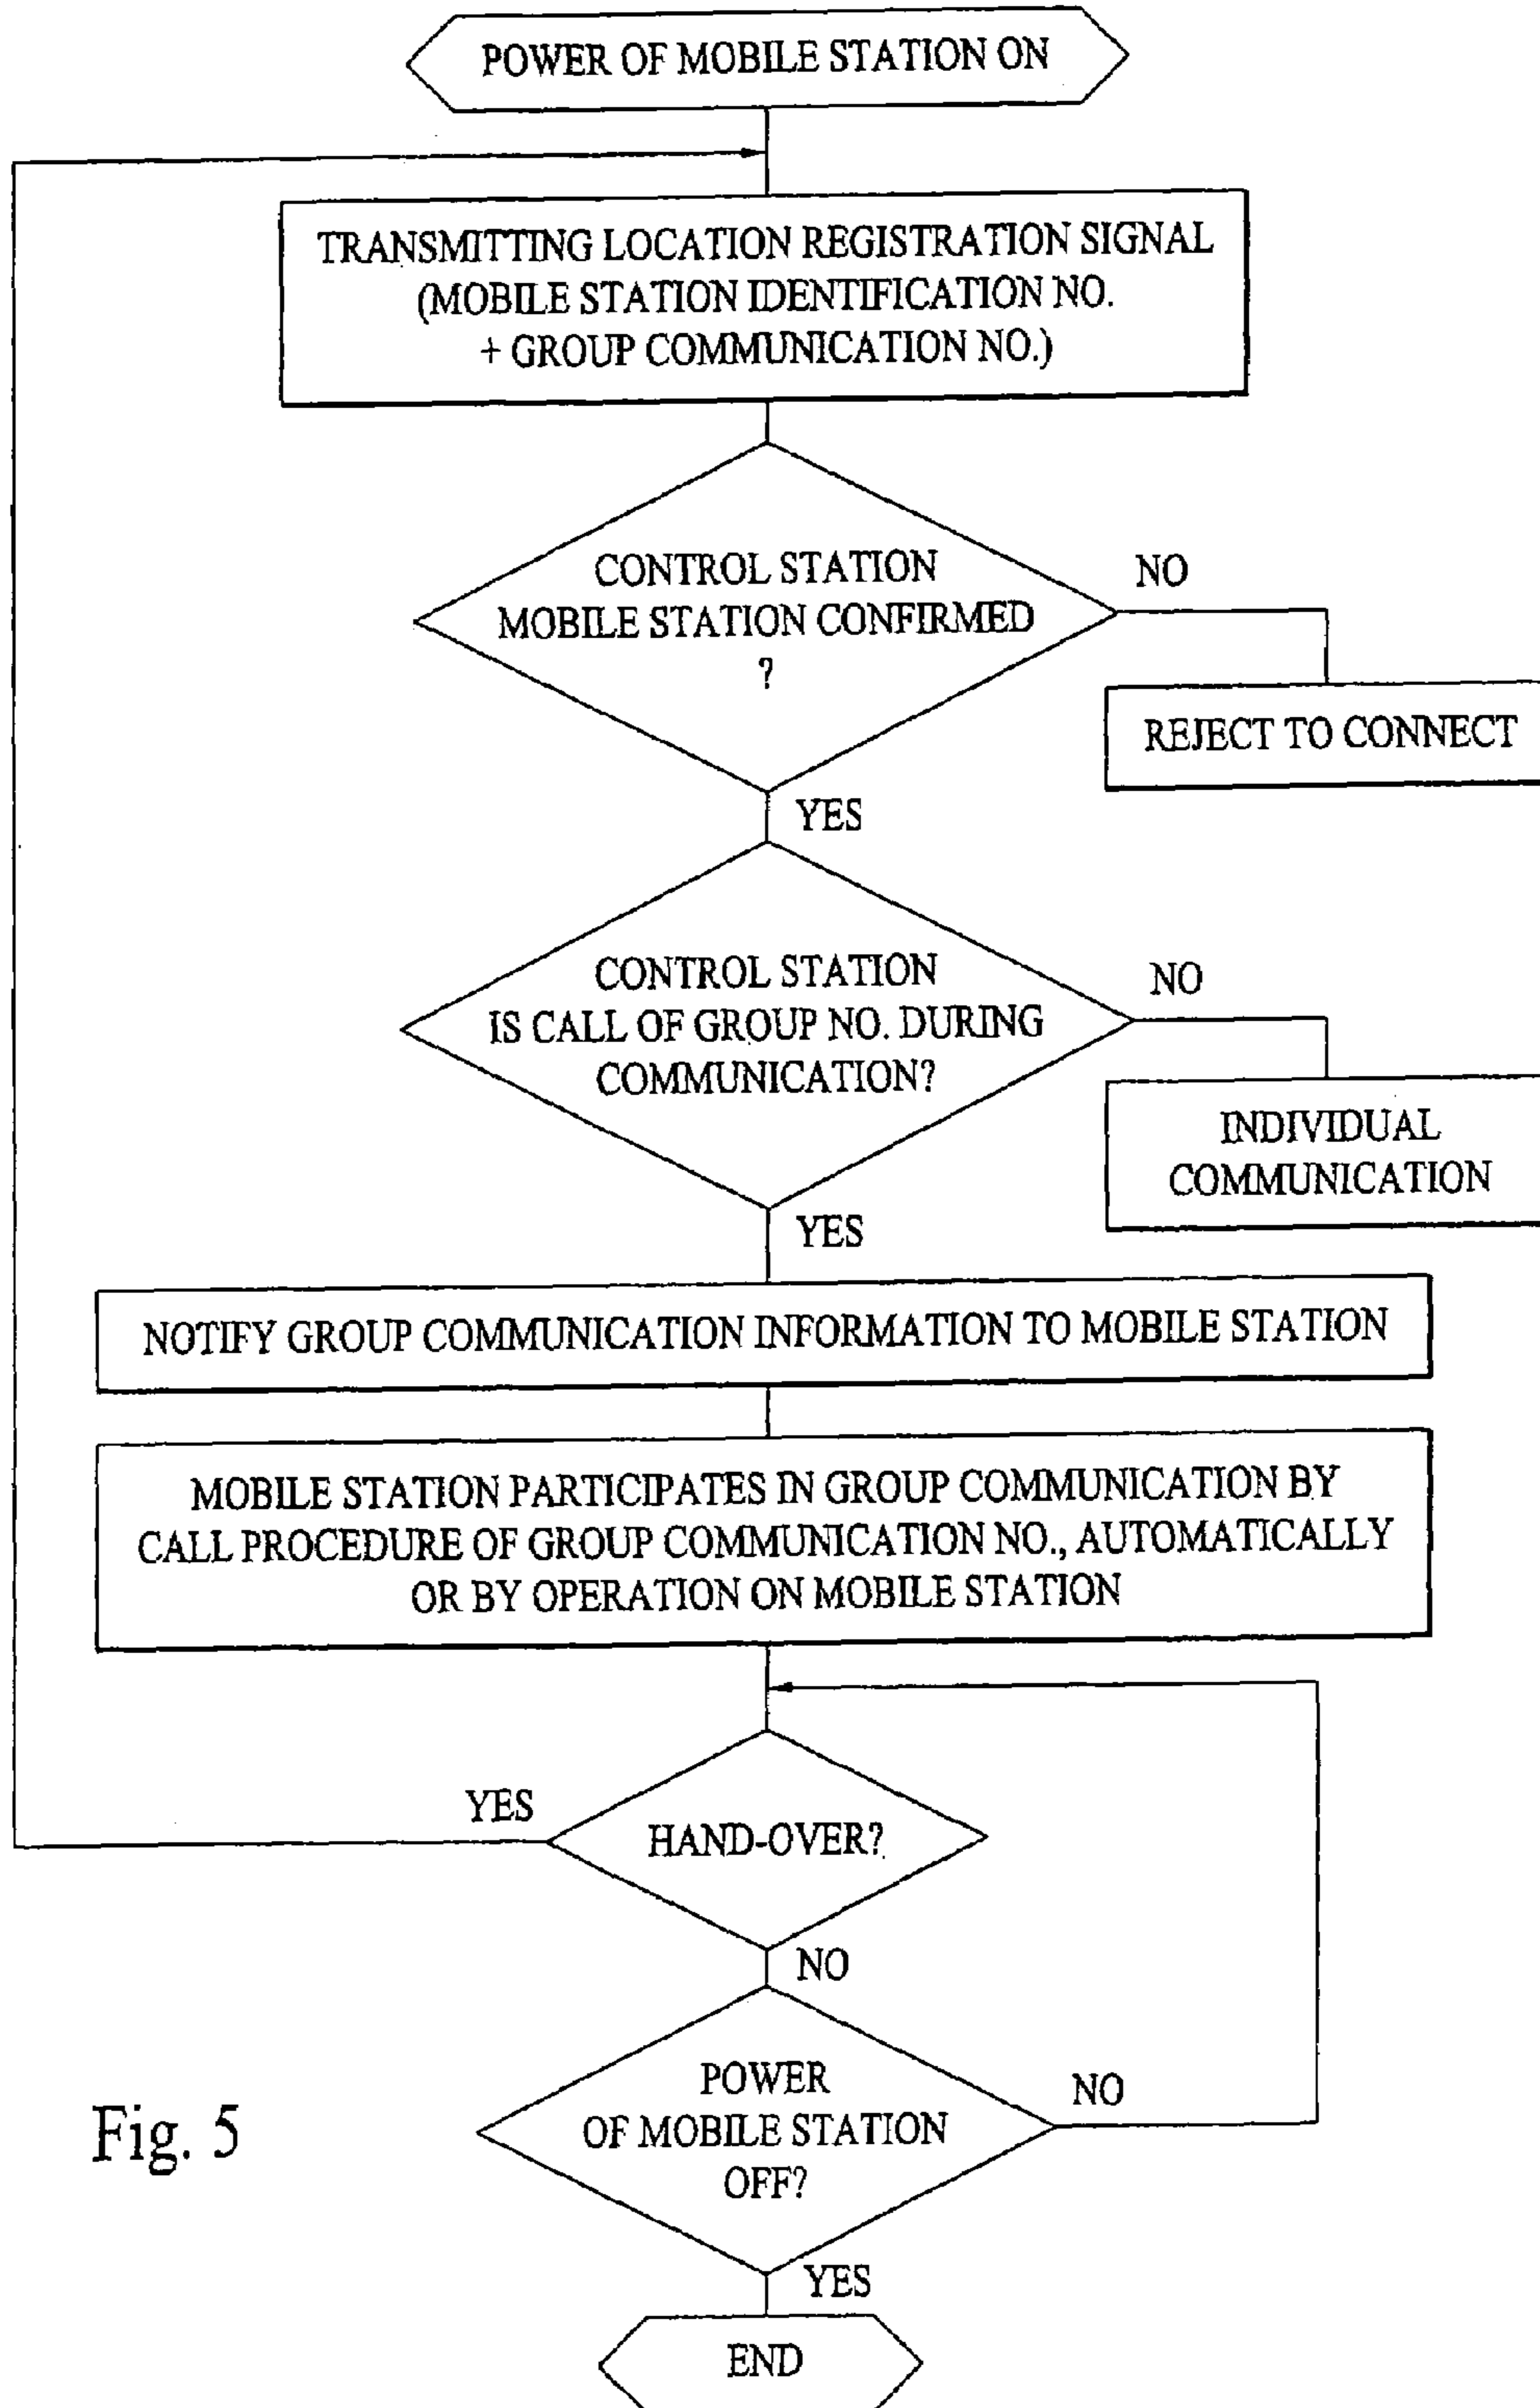 POWER OF MOBILE STATION ON
TRANSMITTING LOCATION REGISTRATION SIGNAL
(MOBILE STATION IDENTIFICATION NO.
+ GROUP COMMUNICATION NO.)
CONTROL STATION
MOBILE STATION CONFIRMED
?
NO
REJECT TO CONNECT
YES
CONTROL STATION
IS CALL OF GROUP NO. DURING
COMMUNICATION?
NO
INDIVIDUAL
COMMUNICATION
YES
NOTIFY GROUP COMMUNICATION INFORMATION TO MOBILE STATION
MOBILE STATION PARTICIPATES IN GROUP COMMUNICATION BY
CALL PROCEDURE OF GROUP COMMUNICATION NO., AUTOMATICALLY
OR BY OPERATION ON MOBILE STATION
YES
HAND-OVER?
NO
POWER
OF MOBILE STATION
OFF?
NO
Fig. 5
YES
END